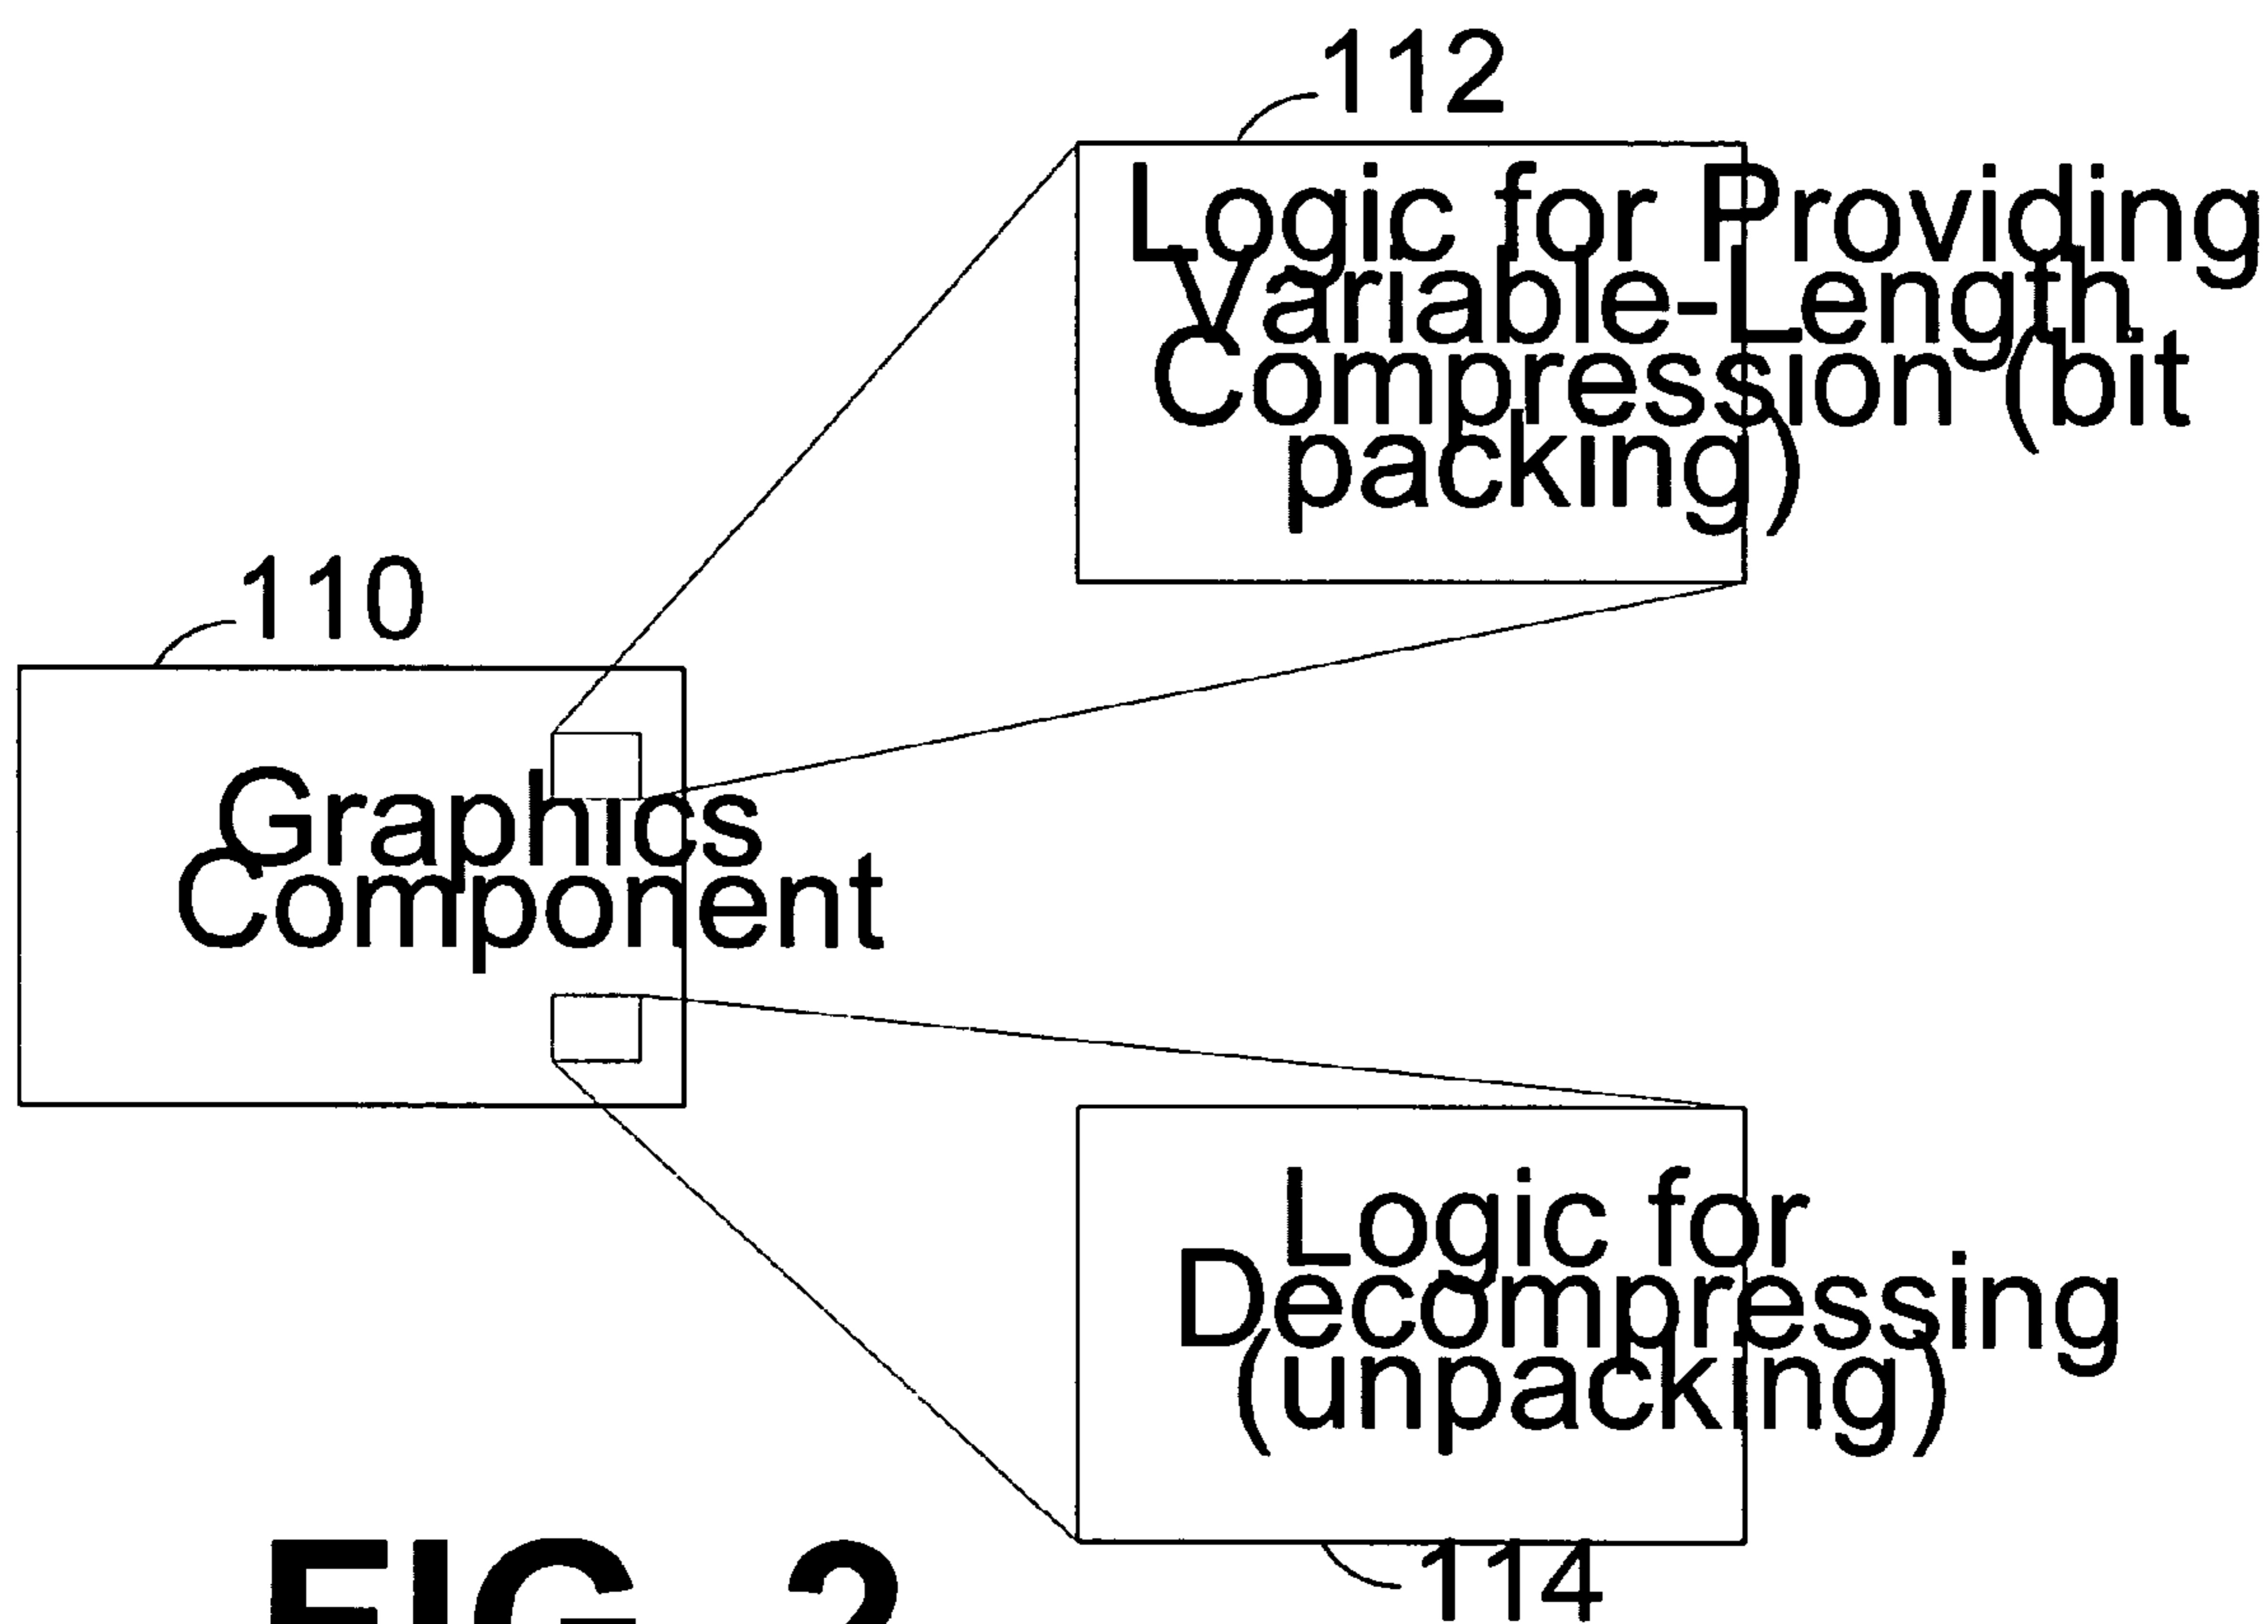 112
Logic for Providing
Variable-Length
Compression (bit
packing)
110
Graphics
Component
Logic for
Decompressing
(unpacking)
114
FIG. 2